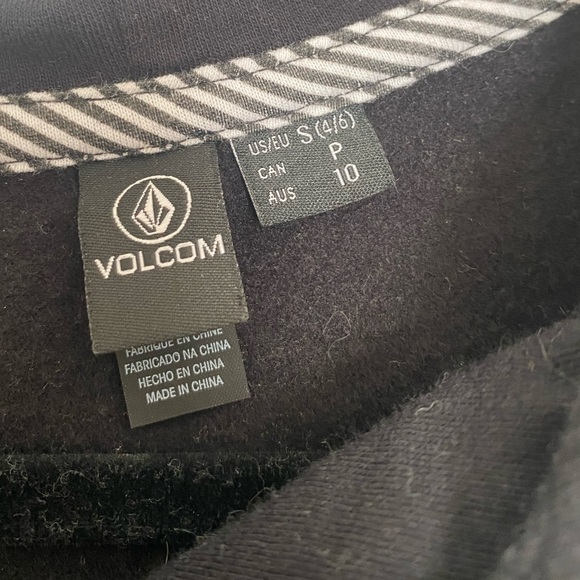 VOLCOM
US/EU S (4/6)
CAN P
AUS 10
FABRIQUÉ EN CHINE
FABRICADO NA CHINA
HECHO EN CHINA
MADE IN CHINA